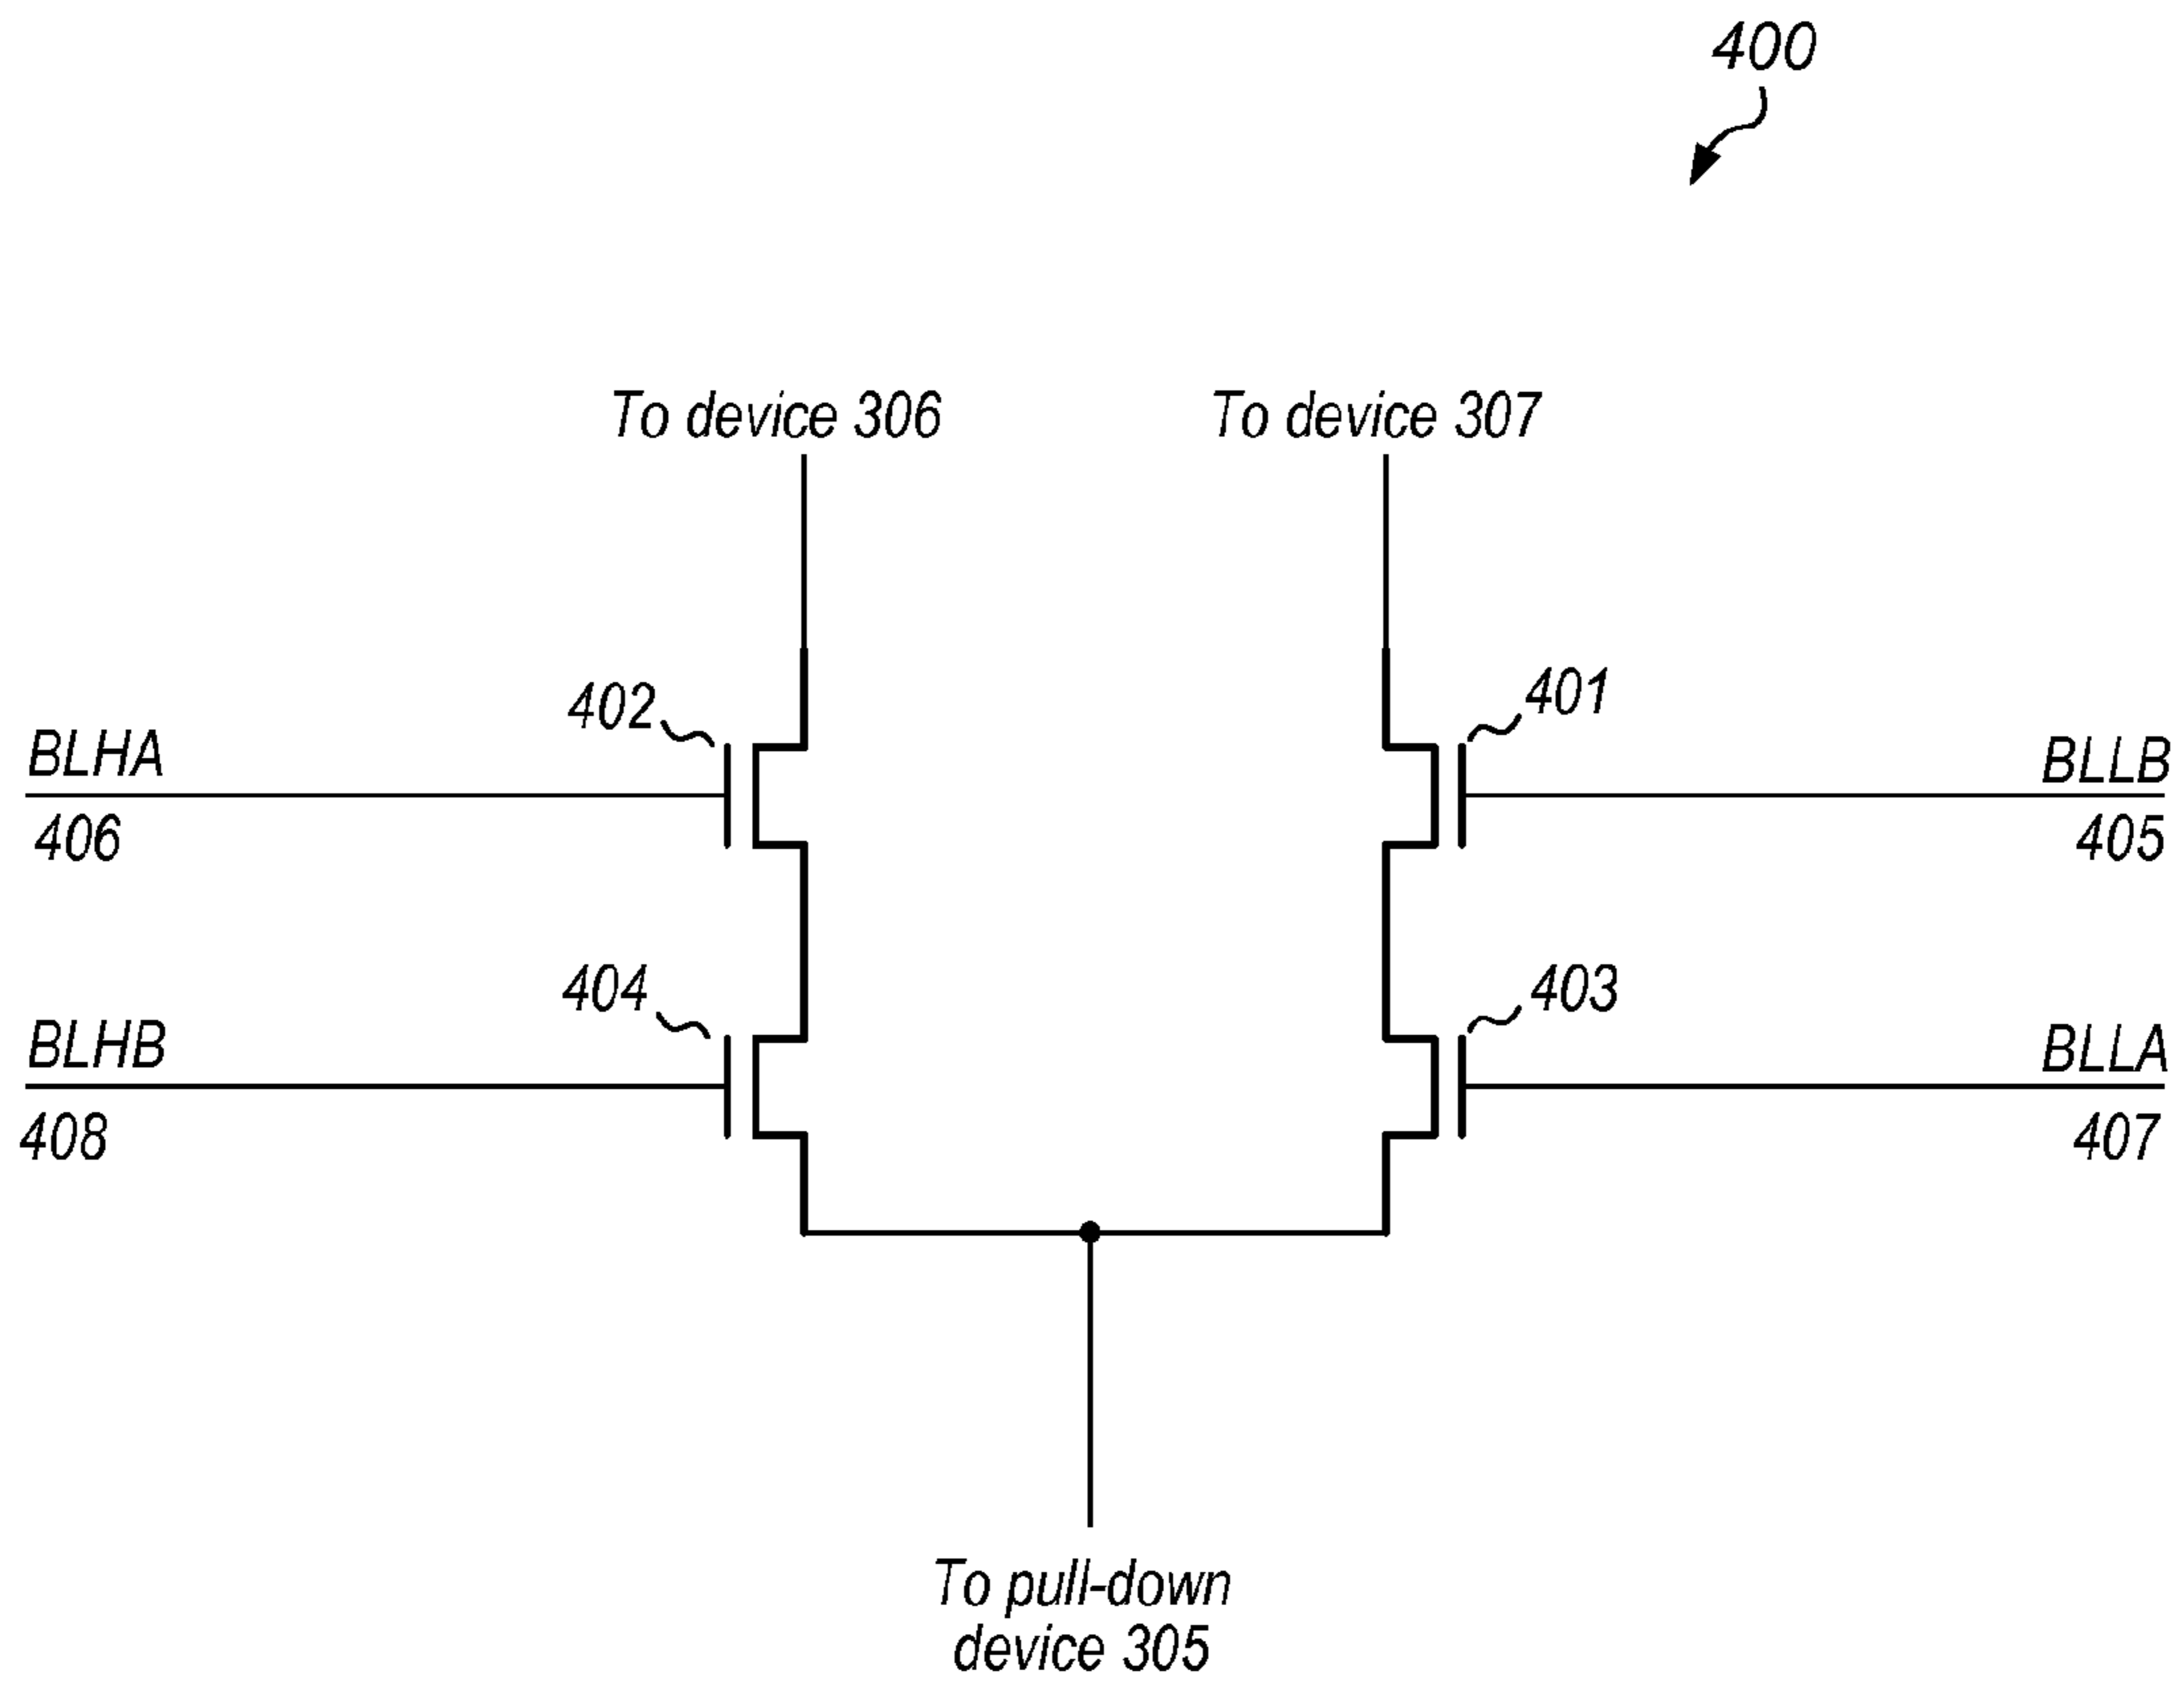 400
To device 306
To device 307
402
401
BLHA
BLLB
406
405
404
403
BLHB
BLLA
408
407
To pull-down
device 305